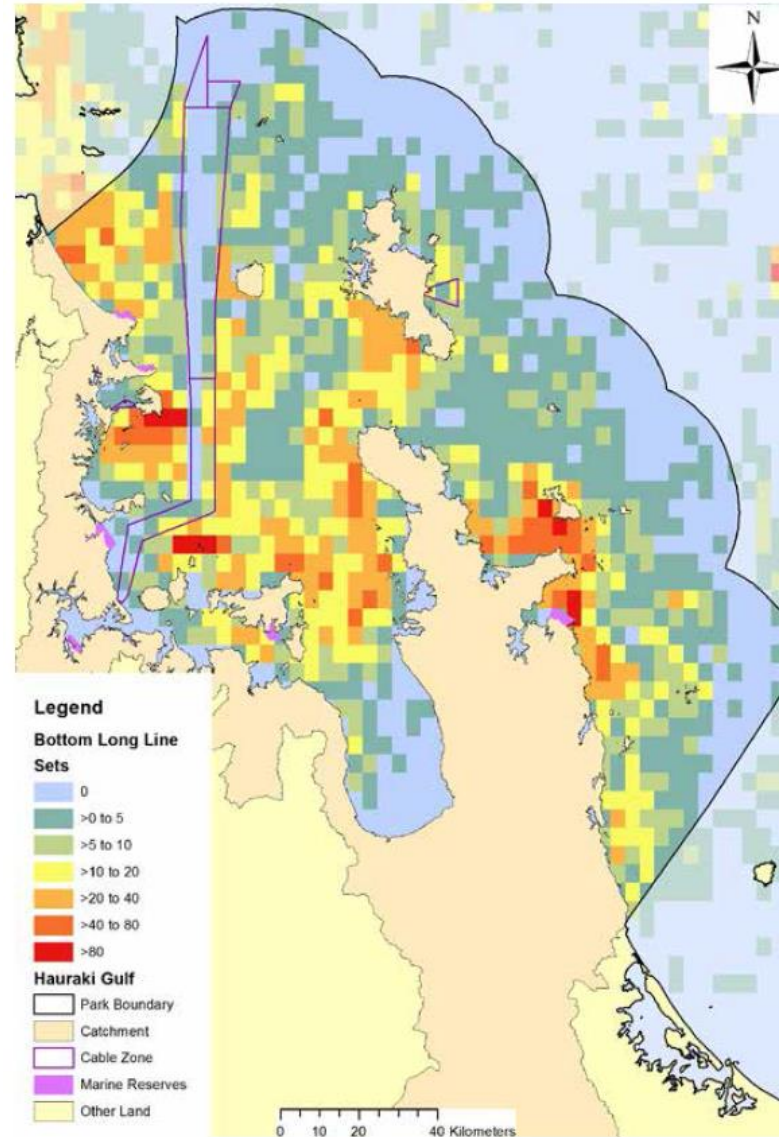 N
Legend
Bottom Long Line
Sets
0
>0 to 5
>5 to 10
>10 to 20
>20 to 40
>40 to 80
>80
Hauraki Gulf
Park Boundary
Catchment
Cable Zone
Marine Reserves
Other Land
0 10 20 40 Kilometers